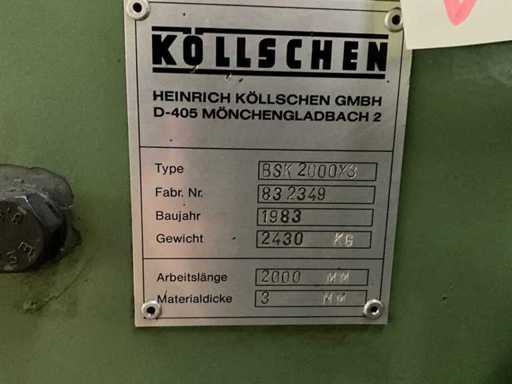 KÖLLSCHEN
HEINRICH KÖLLSCHEN GMBH
D-405 MÖNCHENGLADBACH 2
Type BSK 2000X3
Fabr. Nr. 83 2349
Baujahr 1983
Gewicht 2430 KG
Arbeitslänge 2000 MM
Materialdicke 3 MM